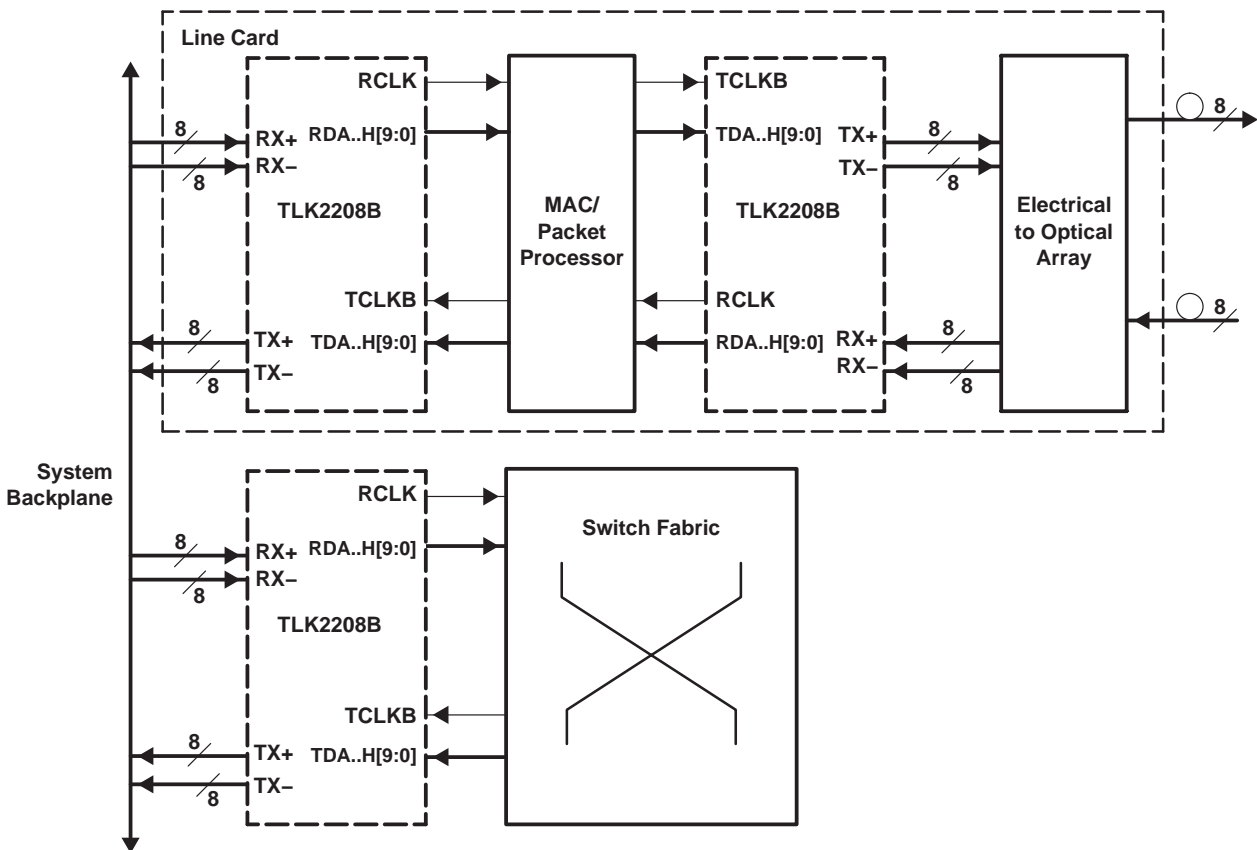 Line Card
RCLK
TCLKB
8
RX+
RDA..H[9:0]
TDA..H[9:0]
TX+
8
8
RX–
8
TX–
8
TLK2208B
MAC/
Packet
Processor
TLK2208B
Electrical
to Optical
Array
TCLKB
RCLK
8
8
TX+
TDA..H[9:0]
RDA..H[9:0]
RX+
8
TX–
8
RX–
8
System
Backplane
RCLK
Switch Fabric
8
RX+
RDA..H[9:0]
RX–
8
TLK2208B
TCLKB
8
TX+
TDA..H[9:0]
TX–
8